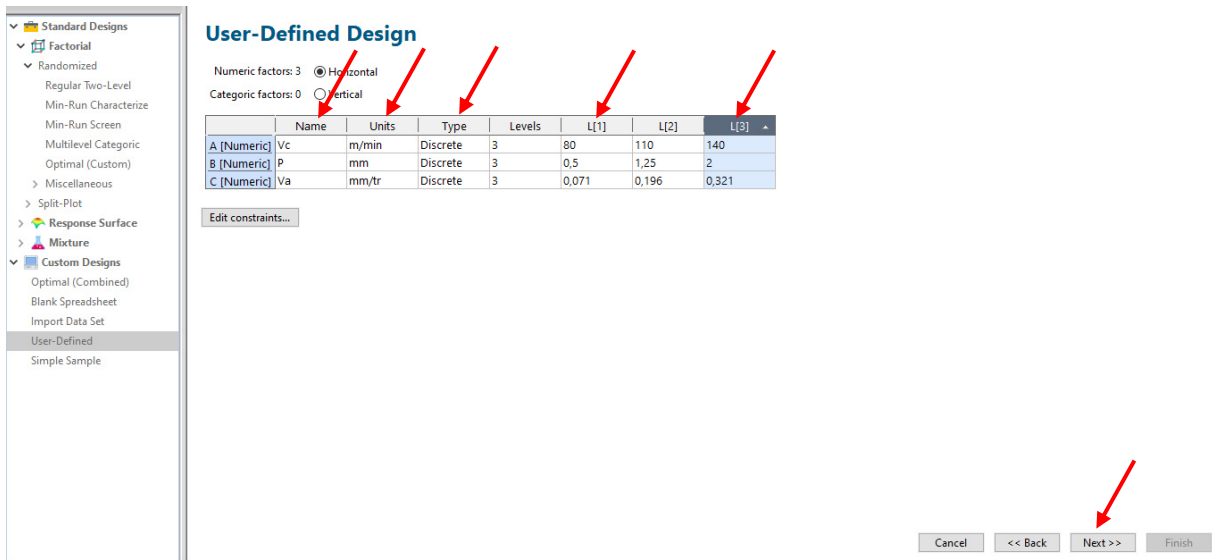 Standard Designs
Factorial
Randomized
Regular Two-Level
Min-Run Characterize
Min-Run Screen
Multilevel Categoric
Optimal (Custom)
Miscellaneous
Split-Plot
Response Surface
Mixture
Custom Designs
Optimal (Combined)
Blank Spreadsheet
Import Data Set
User-Defined
Simple Sample
User-Defined Design
Numeric factors: 3 Horizontal
Categoric factors: 0 Vertical
Name Units Type Levels L[1] L[2] L[3]
A [Numeric] Vc m/min Discrete 3 80 110 140
B [Numeric] P mm Discrete 3 0,5 1,25 2
C [Numeric] Va mm/tr Discrete 3 0,071 0,196 0,321
Edit constraints...
Cancel << Back Next >> Finish